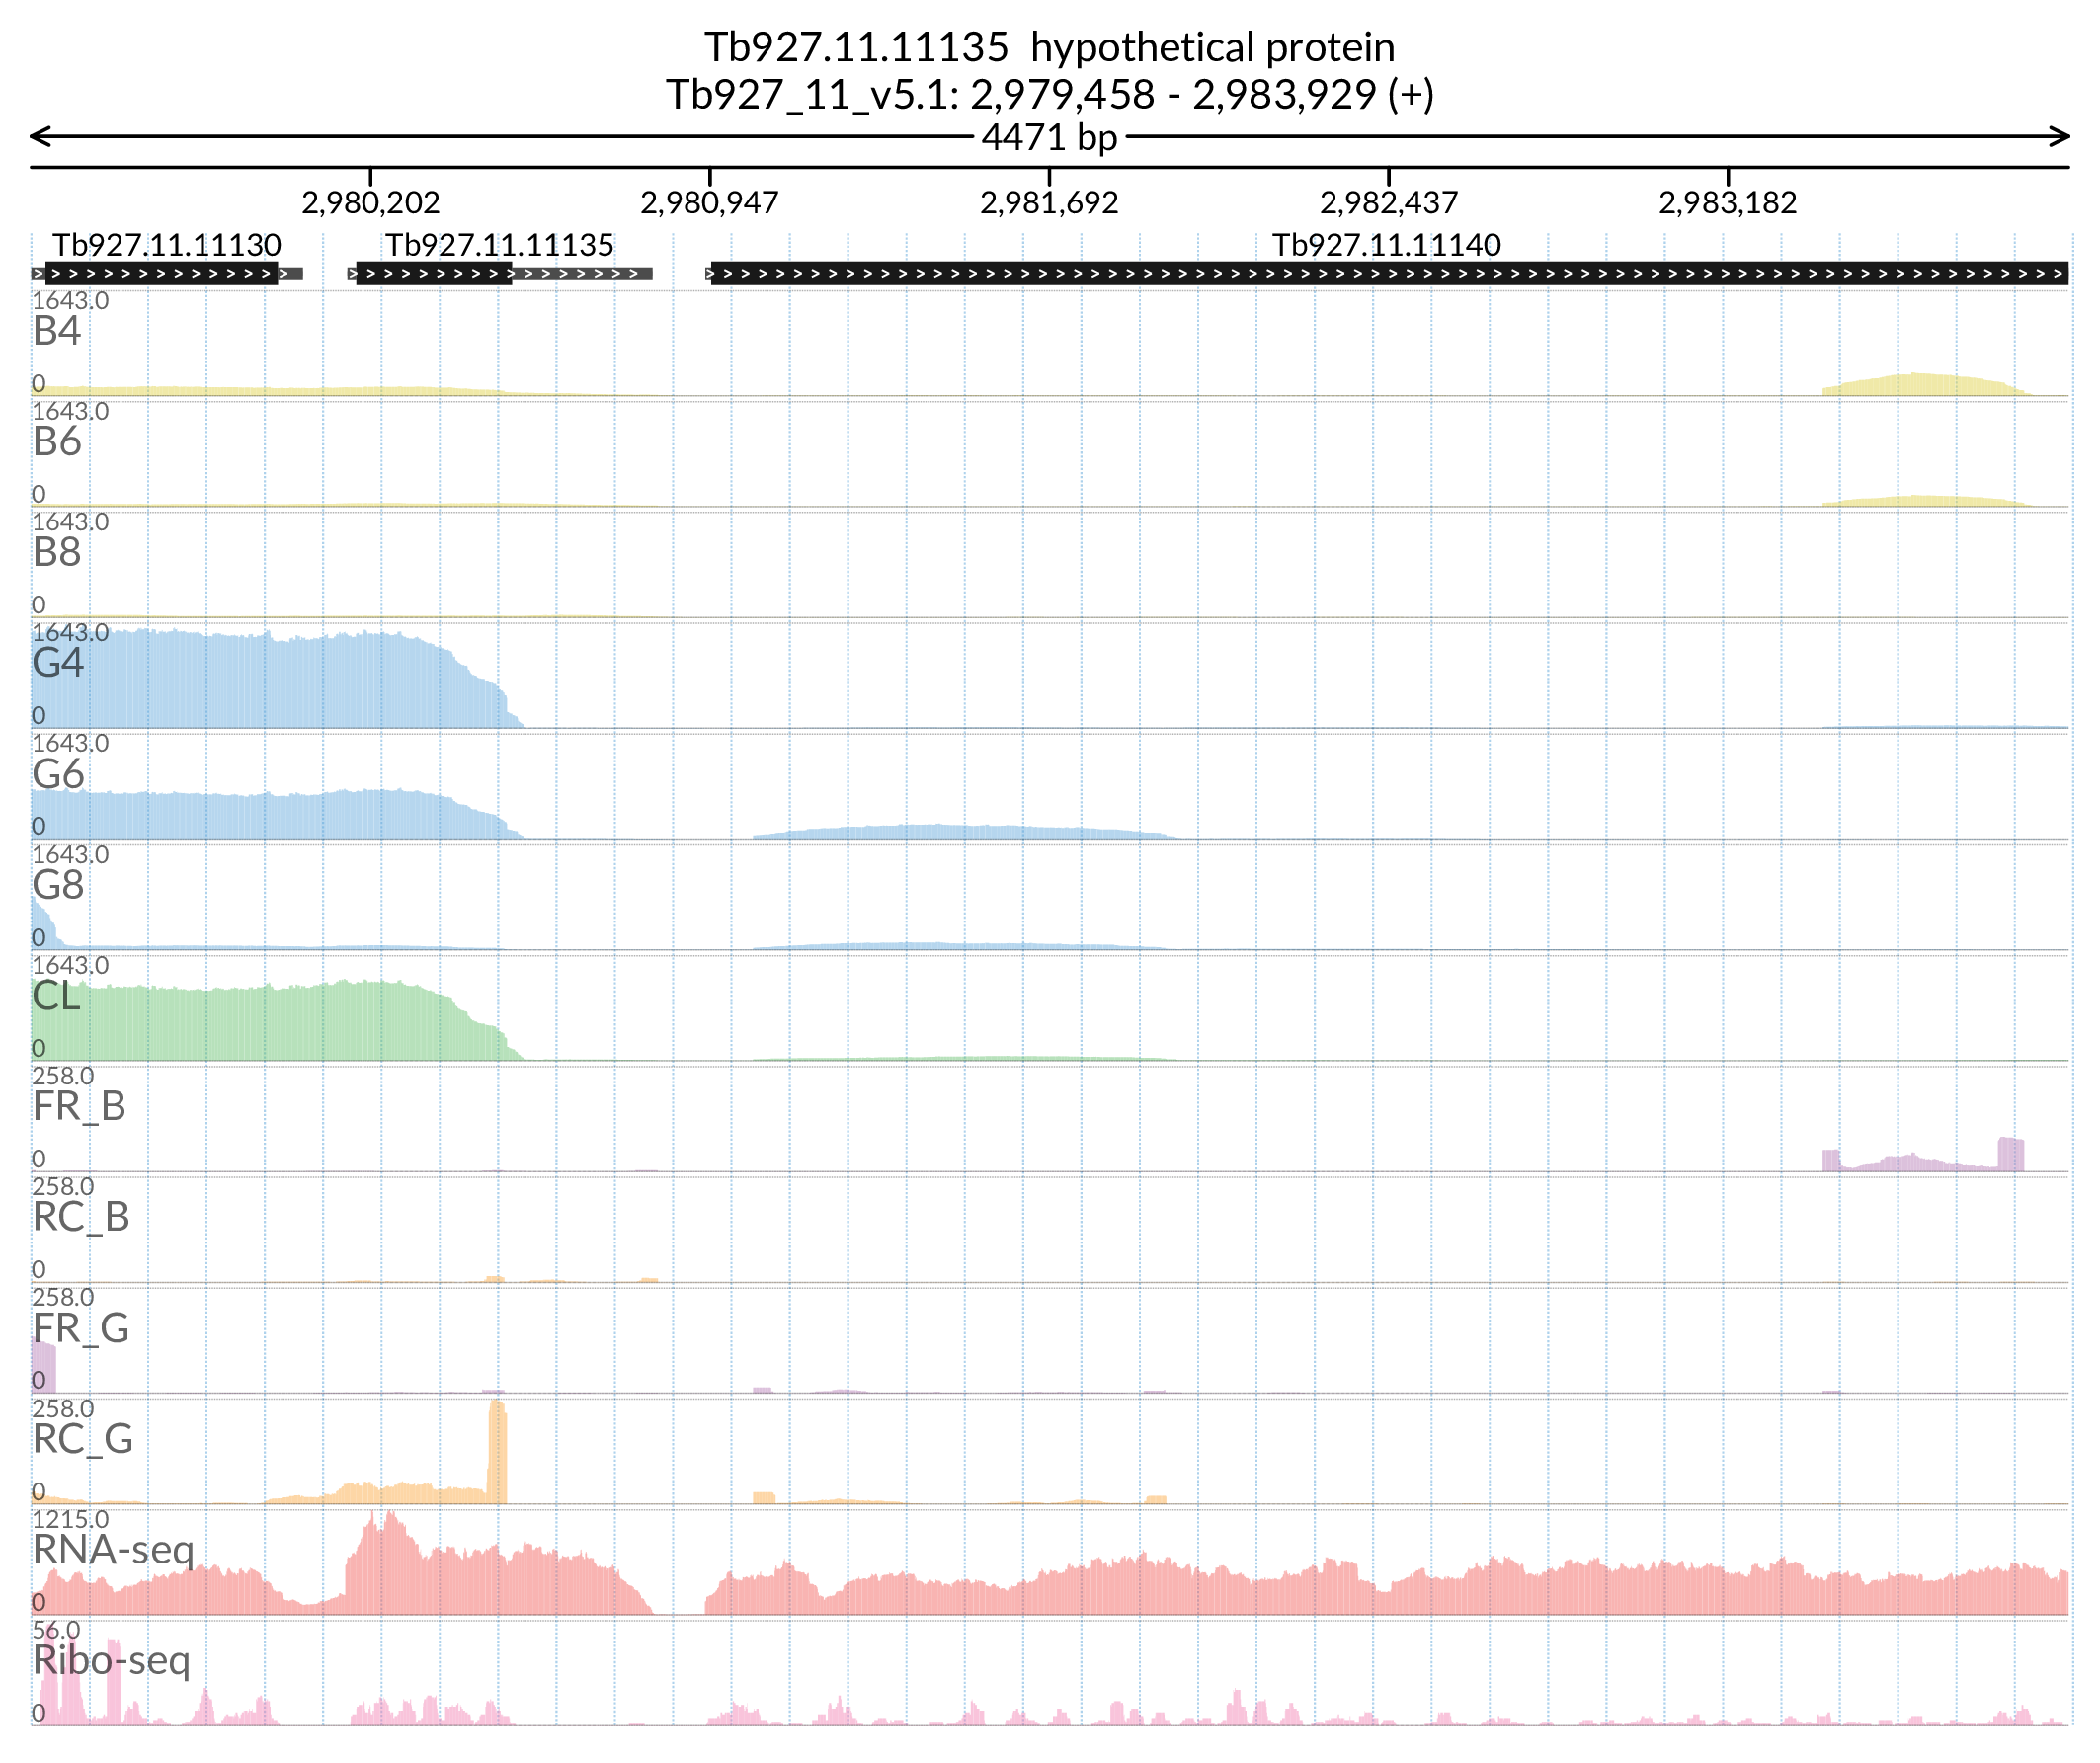 Tb927.11.11135  hypothetical protein
Tb927_11_v5.1: 2,979,458 - 2,983,929 (+)
4471 bp
2,980,202 2,980,947 2,981,692 2,982,437 2,983,182
Tb927.11.11130 Tb927.11.11135 Tb927.11.11140
1643.0
B4
0
1643.0
B6
0
1643.0
B8
0
1643.0
G4
0
1643.0
G6
0
1643.0
G8
0
1643.0
CL
0
258.0
FR_B
0
258.0
RC_B
0
258.0
FR_G
0
258.0
RC_G
0
1215.0
RNA-seq
0
56.0
Ribo-seq
0